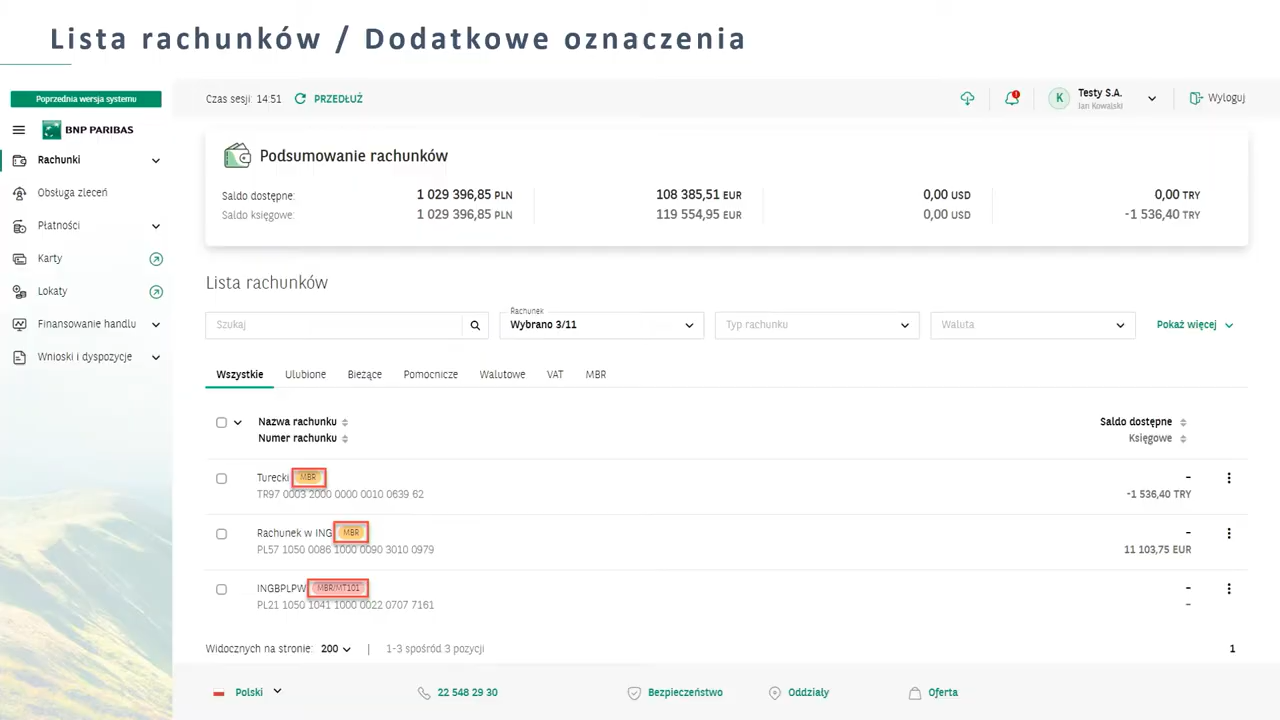 Lista rachunków / Dodatkowe oznaczenia
Poprzednia wersja systemu
Czas sesji: 14:51 PRZEDŁUŻ
K
Testy S.A.
Ian Kowalski
Wyloguj
BNP PARIBAS
Rachunki
Obsługa zleceń
Płatności
Karty
Lokaty
Finansowanie handlu
Wnioski i dyspozycje
Podsumowanie rachunków
Saldo dostępne: 1 029 396,85 PLN 108 385,51 EUR 0,00 USD 0,00 TRY
Saldo księgowe: 1 029 396,85 PLN 119 554,95 EUR 0,00 USD -1 536,40 TRY
Lista rachunków
Szukaj
Rachunek
Wybrano 3/11
Typ rachunku
Waluta
Pokaż więcej
Wszystkie Ulubione Bieżące Pomocnicze Walutowe VAT MBR
Nazwa rachunku Saldo dostępne
Numer rachunku Księgowe
Turecki MBR –
TR97 0003 2000 0000 0010 0639 62 -1 536,40 TRY
Rachunek w ING MBR –
PL57 1050 0086 1000 0090 3010 0979 11 103,75 EUR
INGBPLPW MBR/MT101 –
PL21 1050 1041 1000 0022 0707 7161 –
Widocznych na stronie: 200 | 1-3 spośród 3 pozycji 1
Polski 22 548 29 30 Bezpieczeństwo Oddziały Oferta